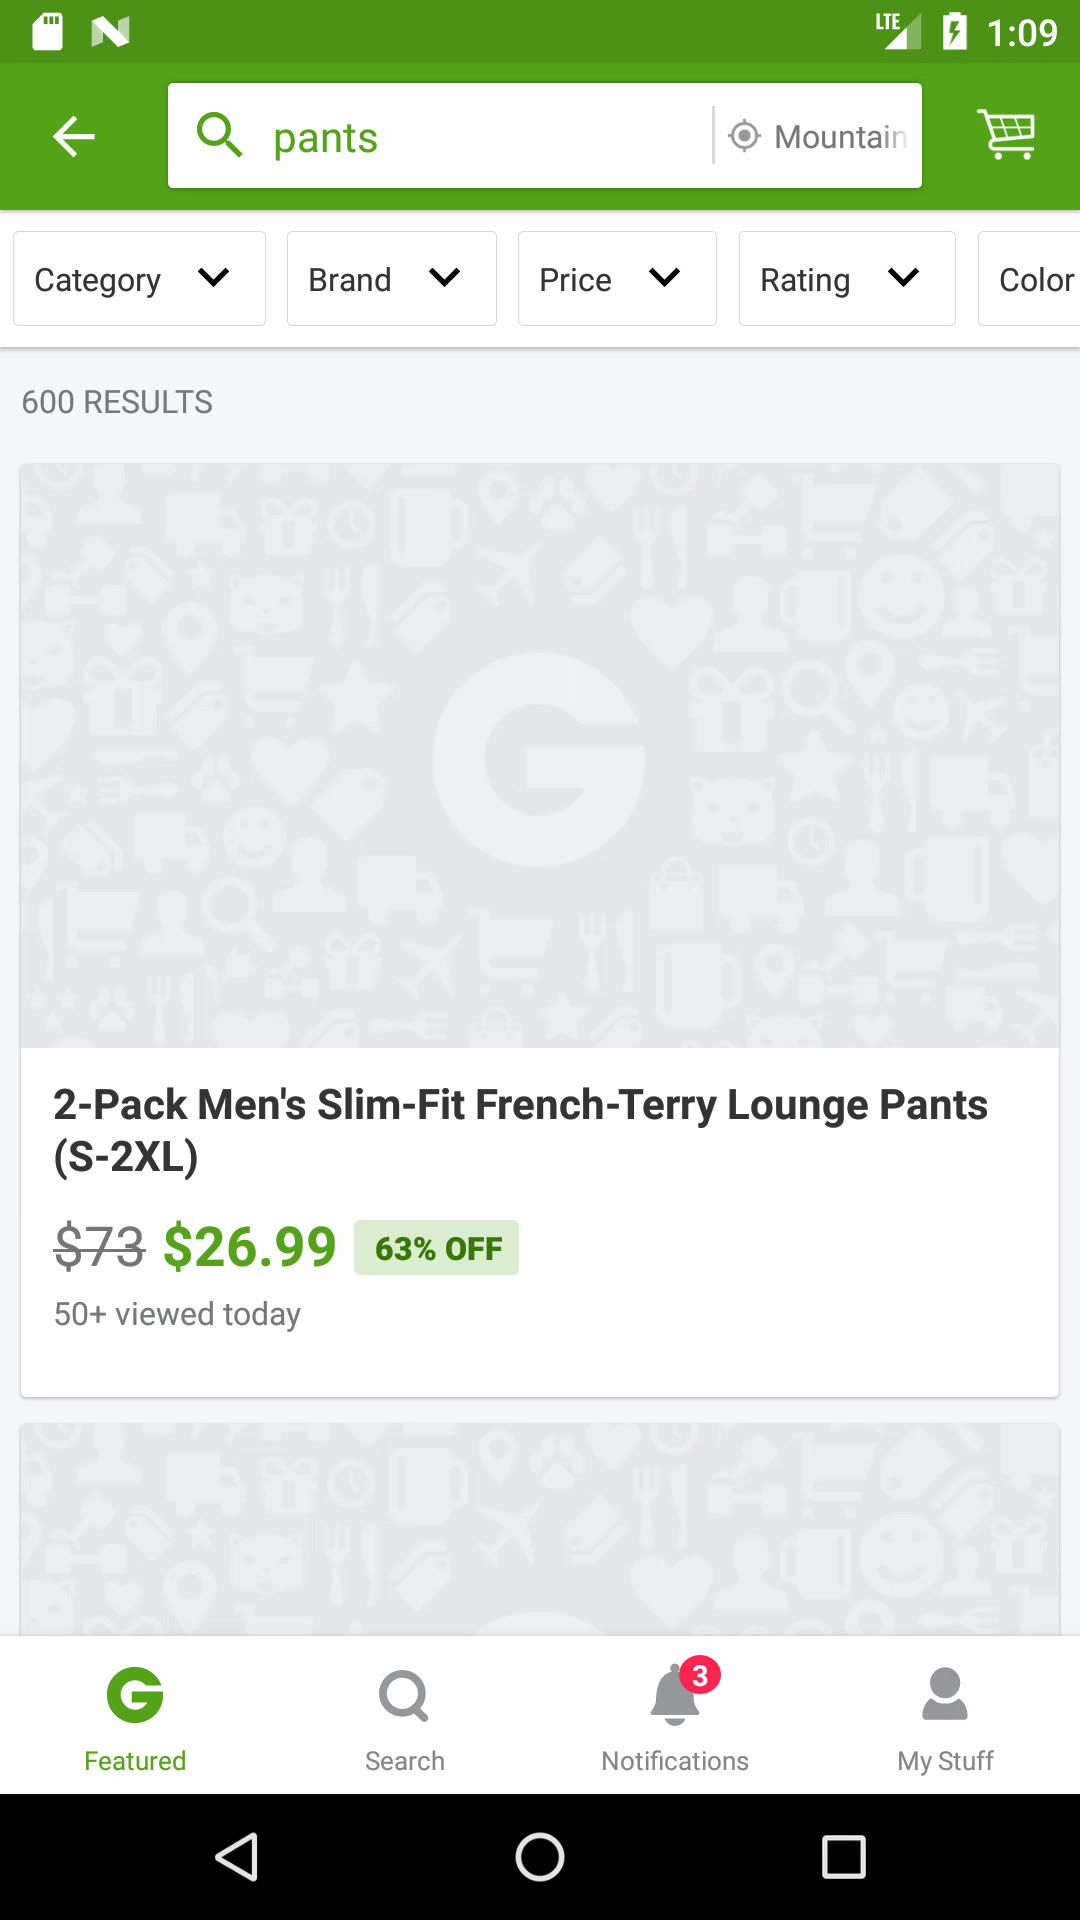 LTE 1:09
pants Mountain
Category Brand Price Rating Color
600 RESULTS
2-Pack Men's Slim-Fit French-Terry Lounge Pants
(S-2XL)
$73 $26.99 63% OFF
50+ viewed today
3
Featured Search Notifications My Stuff